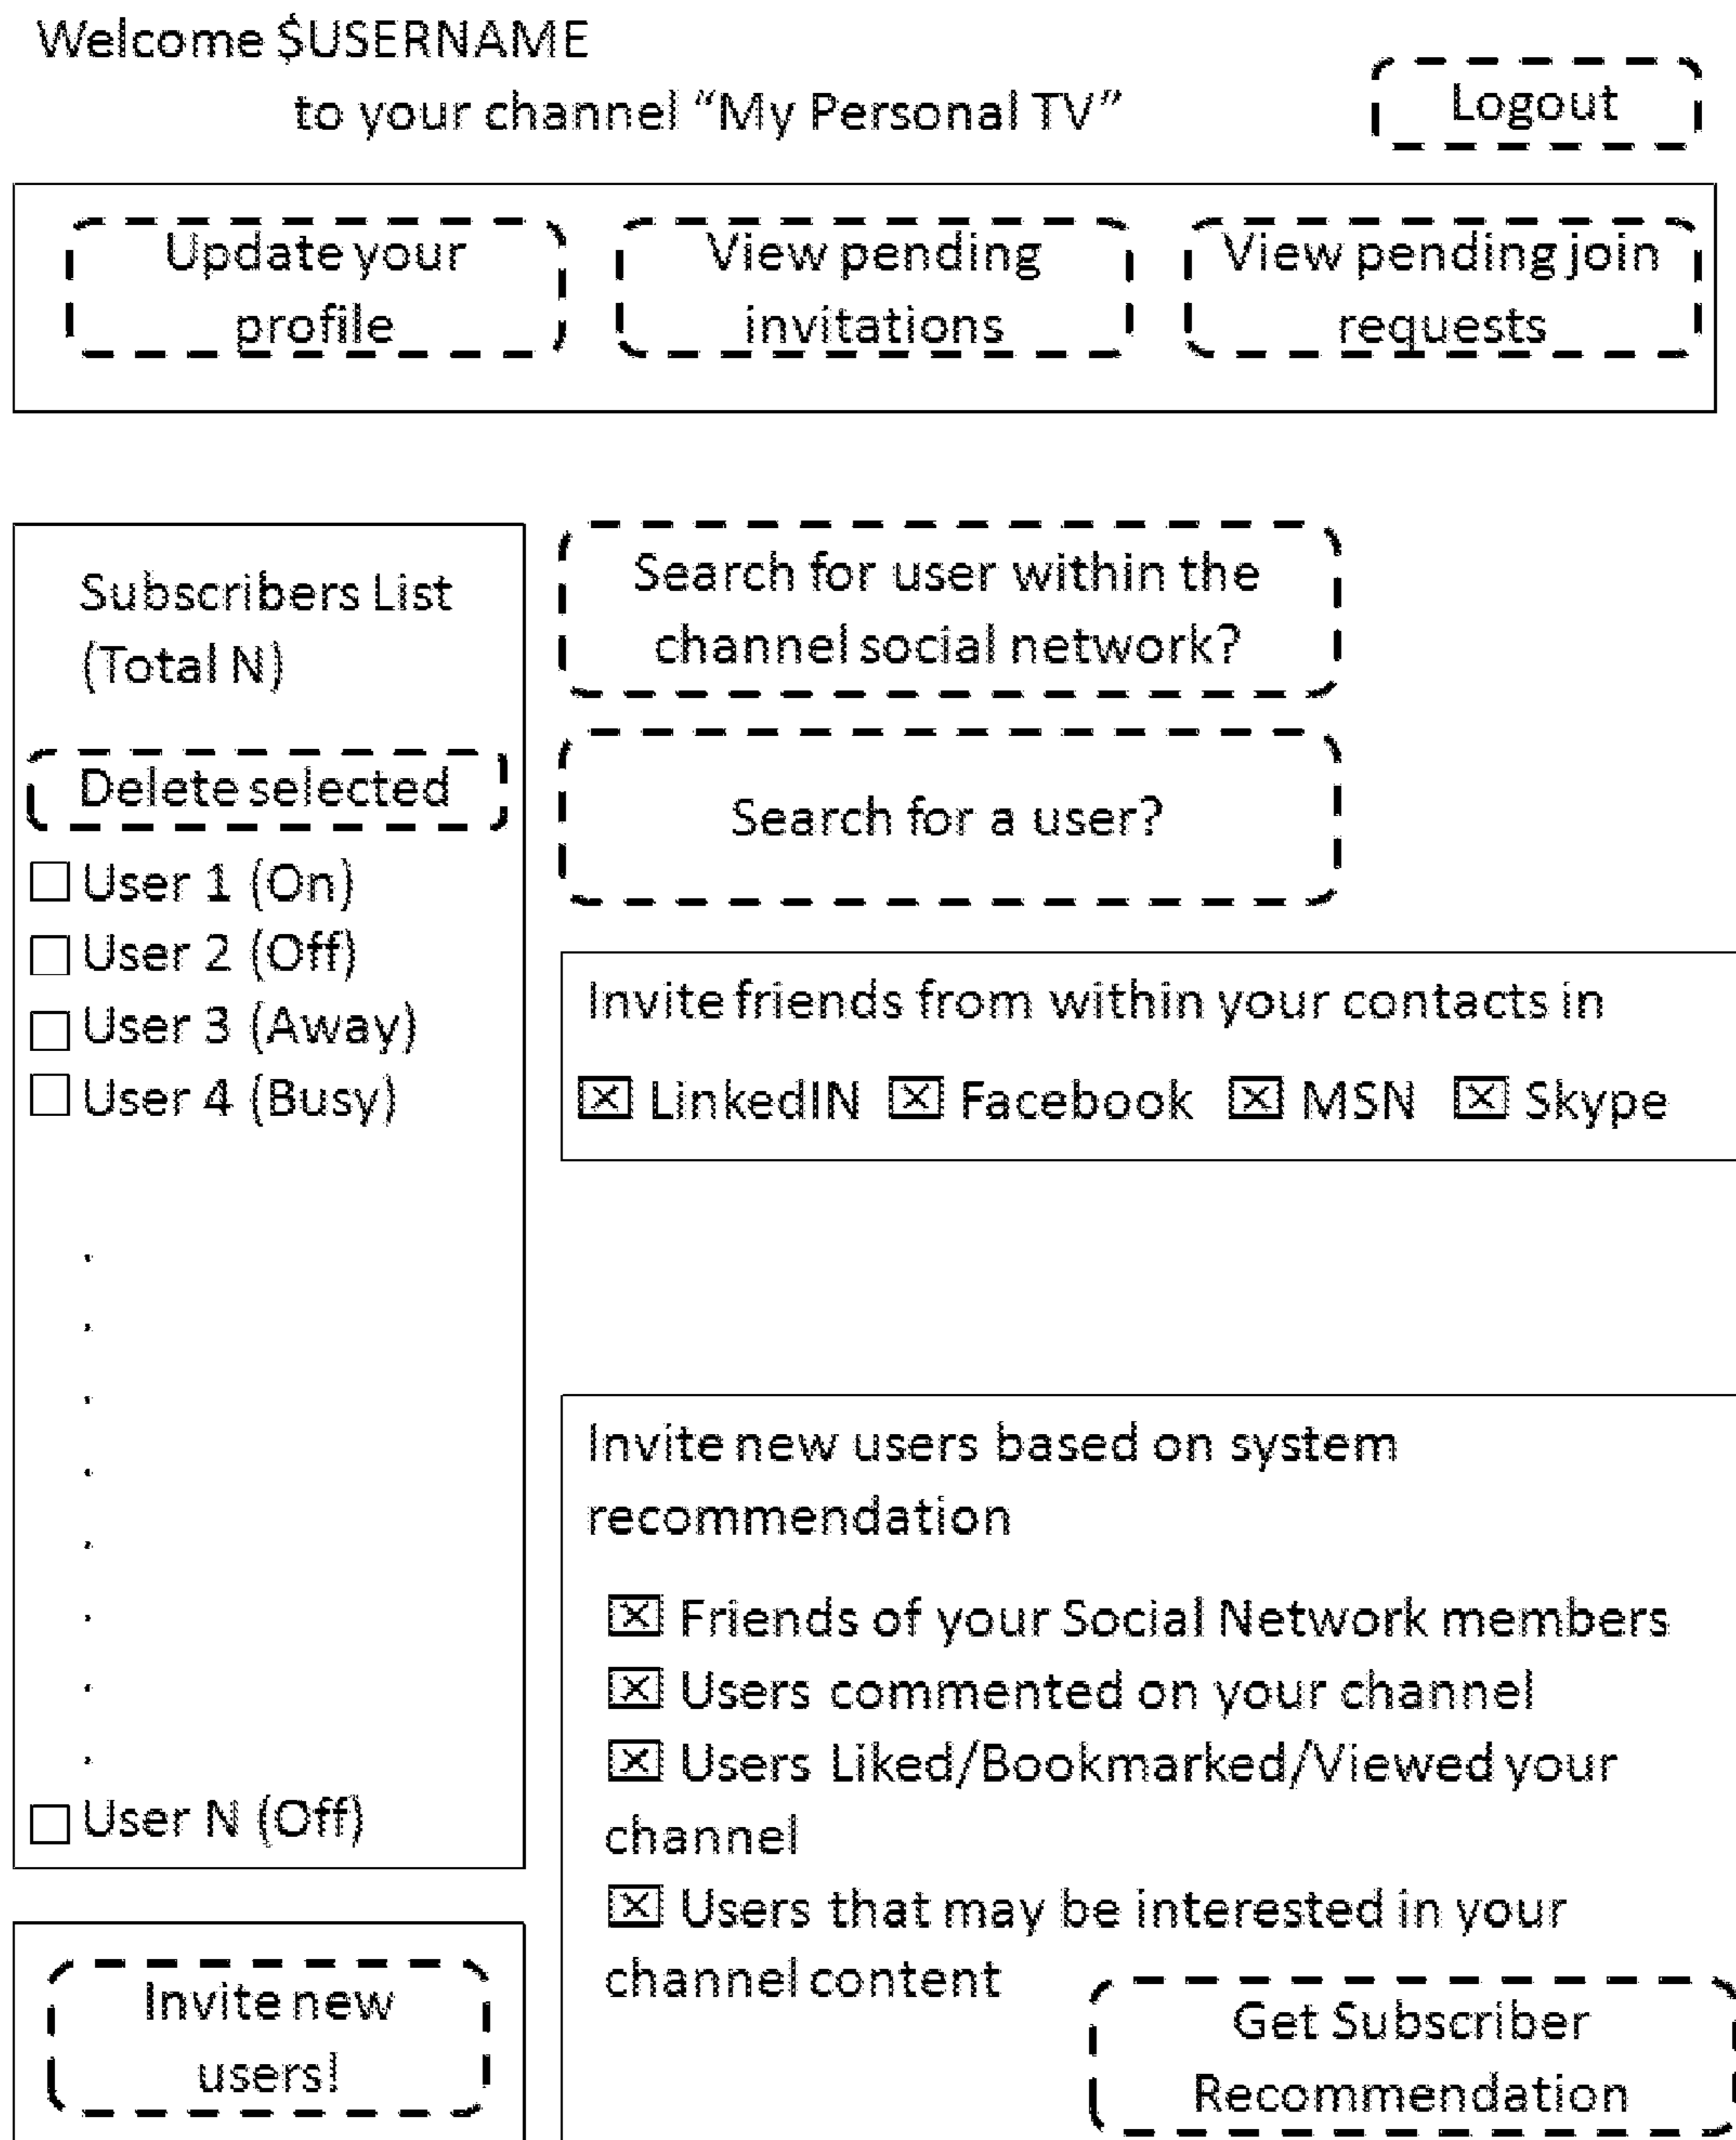 Welcome $USERNAME
to your channel “My Personal TV”
Logout
Update your
profile
View pending
invitations
View pending join
requests
Subscribers List
(Total N)
Delete selected
User 1 (On)
User 2 (Off)
User 3 (Away)
User 4 (Busy)
.
.
.
.
.
.
.
.
User N (Off)
Invite new
users!
Search for user within the
channel social network?
Search for a user?
Invite friends from within your contacts in
LinkedIN Facebook MSN Skype
Invite new users based on system
recommendation
Friends of your Social Network members
Users commented on your channel
Users Liked/Bookmarked/Viewed your
channel
Users that may be interested in your
channel content
Get Subscriber
Recommendation